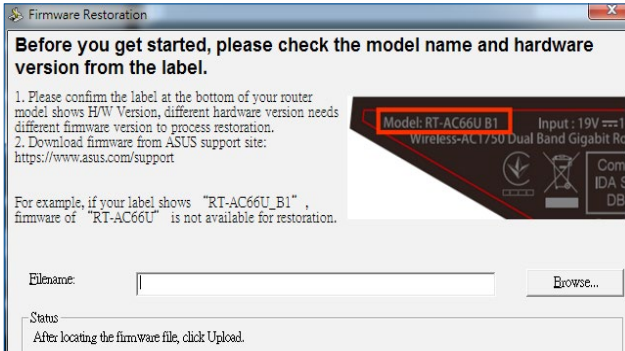 Firmware Restoration
Before you get started, please check the model name and hardware
version from the label.
1. Please confirm the label at the bottom of your router
model shows H/W Version, different hardware version needs
different firmware version to process restoration.
2. Download firmware from ASUS support site:
https://www.asus.com/support
For example, if your label shows “RT-AC66U_B1”,
firmware of “RT-AC66U” is not available for restoration.
Model: RT-AC66U B1 Input : 19V
Wireless-AC1750 Dual Band Gigabit
IDA
DB
Filename:
Browse...
Status
After locating the firmware file, click Upload.